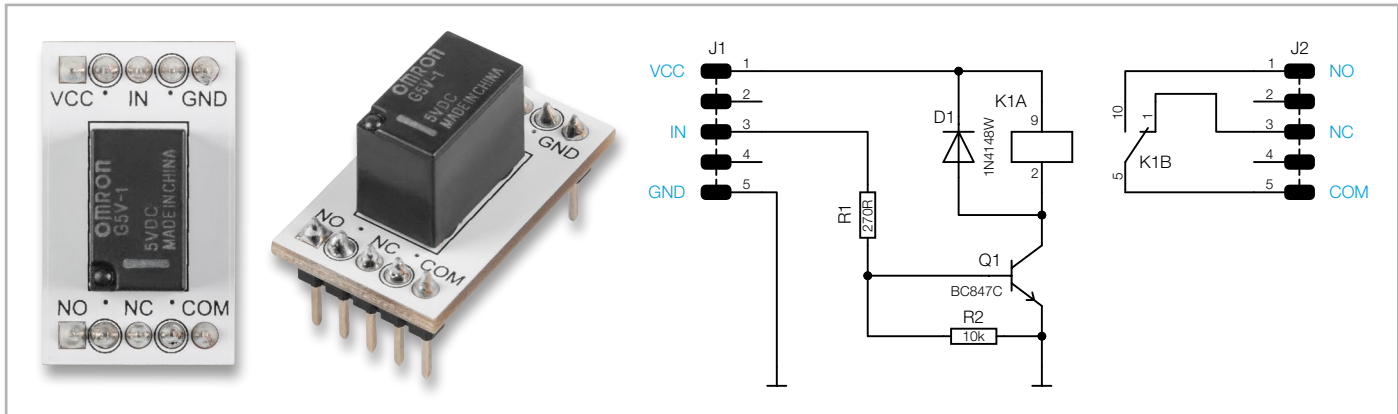 VCC IN GND
OMRON
G5V-1
5VDC
MADE IN CHINA
NO NC COM
OMRON
G5V-1
5VDC
MADE IN CHINA
GND
NO NC COM
J1
VCC 1
2
IN 3
4
GND 5
R1
270R
D1
1N4148W
K1A
9
2
Q1
BC847C
R2
10k
10
1
5
K1B
J2
1 NO
2
3 NC
4
5 COM